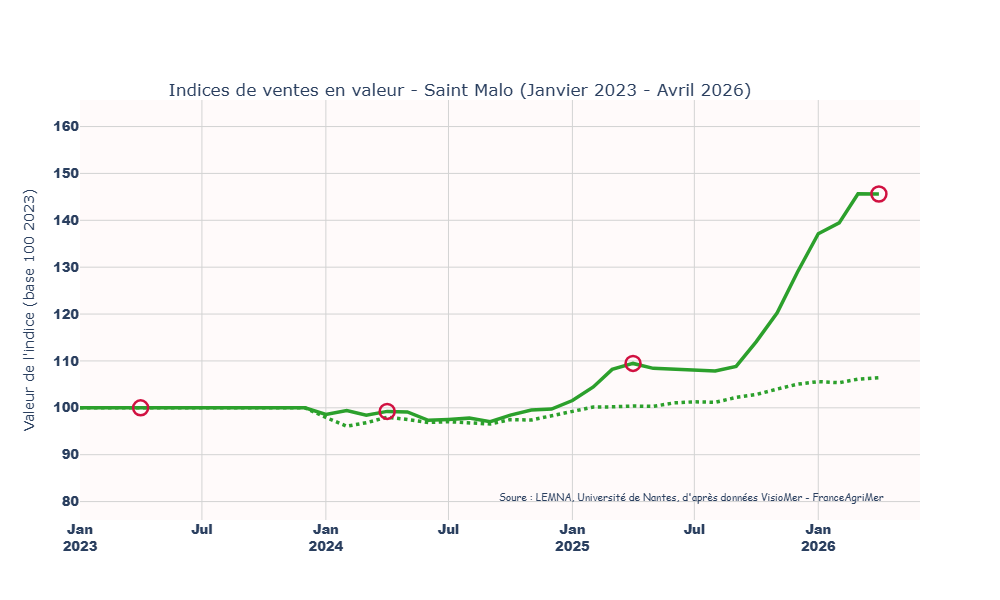 Indices de ventes en valeur - Saint Malo (Janvier 2023 - Avril 2026)
Valeur de l'indice (base 100 2023)
160
150
140
130
120
110
100
90
80
Soure : LEMNA, Université de Nantes, d'après données VisioMer - FranceAgriMer
Jan Jul Jan Jul Jan Jul Jan
2023 2024 2025 2026